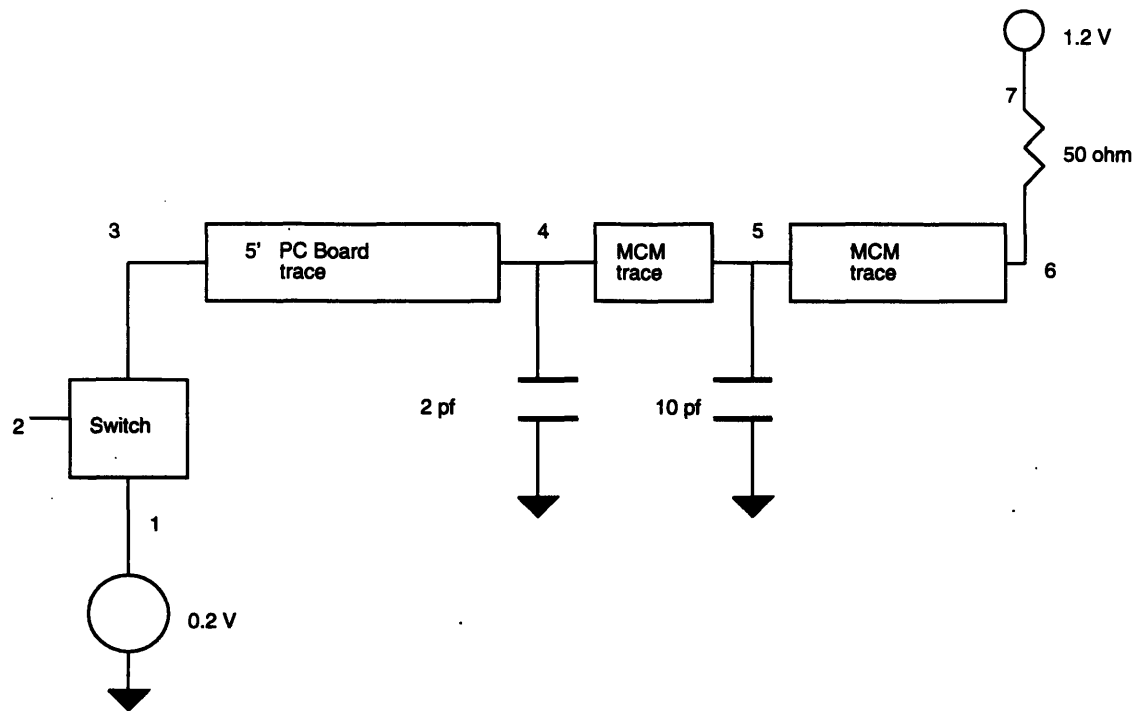 1.2 V
7
50 ohm
3
5' PC Board
trace
4
MCM
trace
5
MCM
trace
6
2
Switch
2 pf
10 pf
1
0.2 V